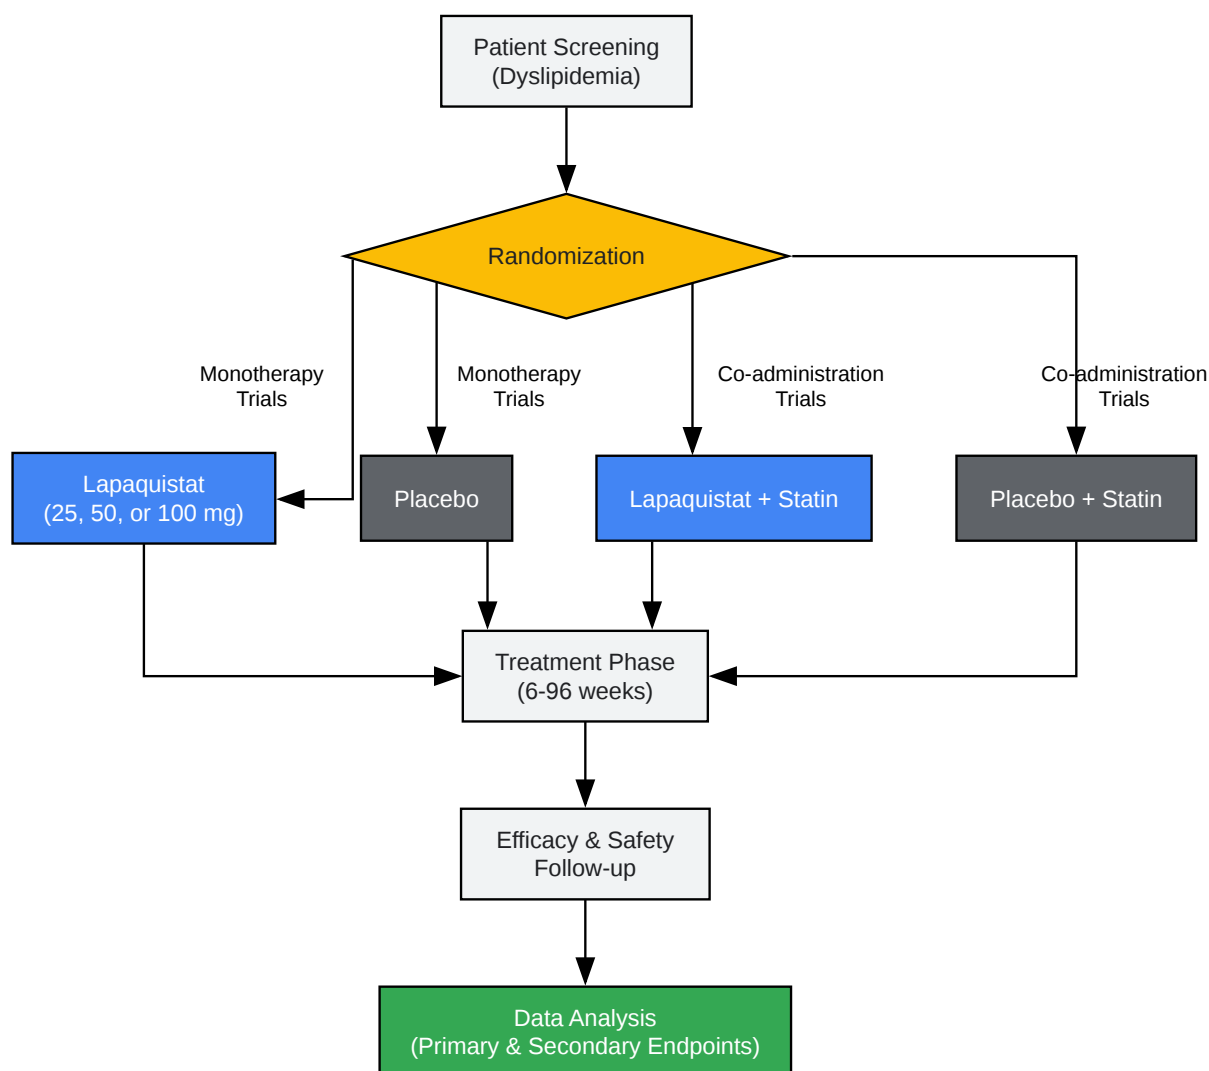 Patient Screening
(Dyslipidemia)
Randomization
Monotherapy
Trials
Monotherapy
Trials
Co-administration
Trials
Co-administration
Trials
Lapaquistat
(25, 50, or 100 mg)
Placebo
Lapaquistat + Statin
Placebo + Statin
Treatment Phase
(6-96 weeks)
Efficacy & Safety
Follow-up
Data Analysis
(Primary & Secondary Endpoints)